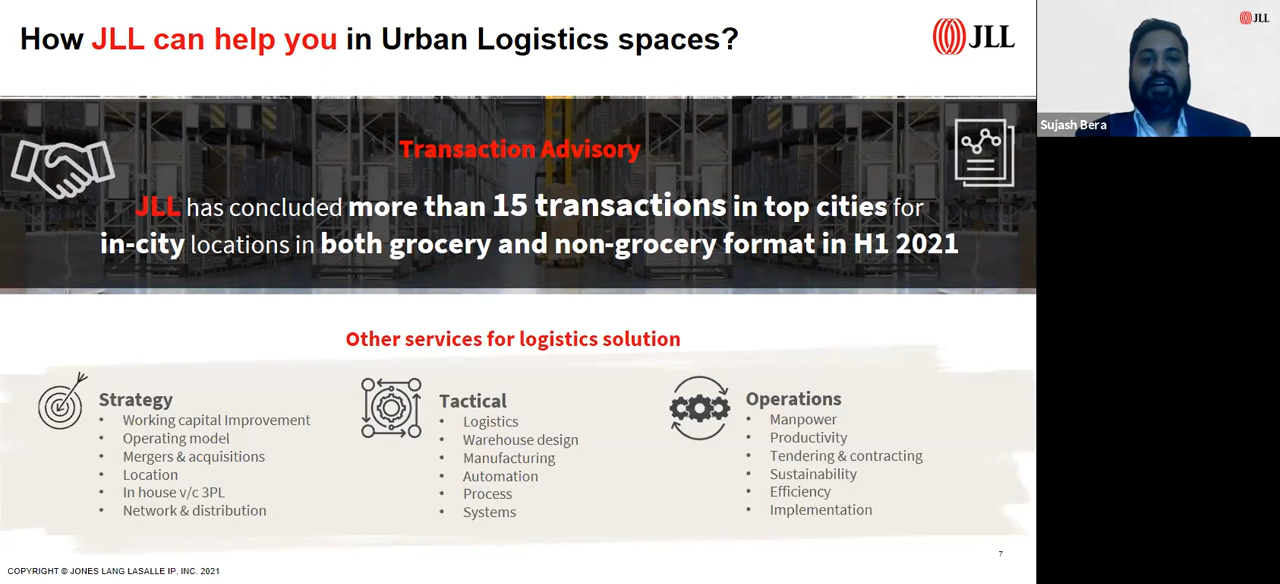 How JLL can help you in Urban Logistics spaces?
JLL
JLL
Sujash Bera
Transaction Advisory
JLL has concluded more than 15 transactions in top cities for
in-city locations in both grocery and non-grocery format in H1 2021
Other services for logistics solution
Strategy
• Working capital Improvement
• Operating model
• Mergers & acquisitions
• Location
• In house v/c 3PL
• Network & distribution
Tactical
• Logistics
• Warehouse design
• Manufacturing
• Automation
• Process
• Systems
Operations
• Manpower
• Productivity
• Tendering & contracting
• Sustainability
• Efficiency
• Implementation
7
COPYRIGHT © JONES LANG LASALLE IP, INC. 2021